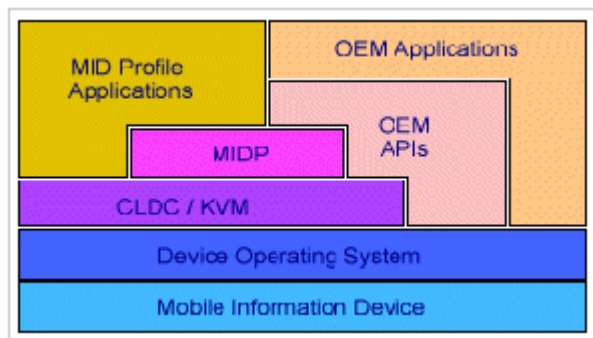 MID Profile
Applications
OEM Applications
OEM
APIs
MIDP
CLDC / KVM
Device Operating System
Mobile Information Device